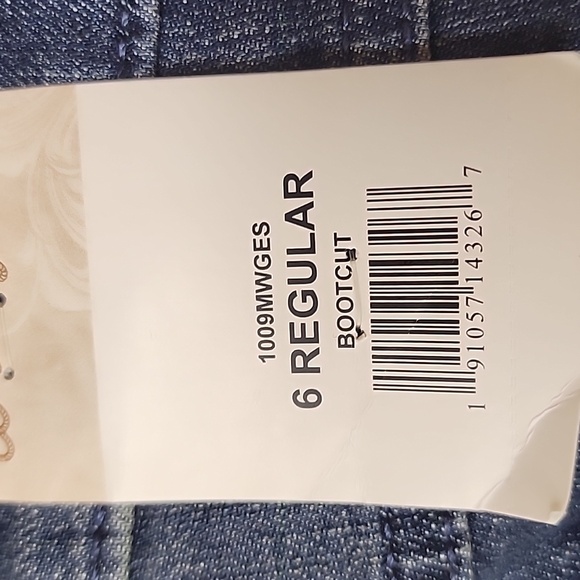 1009MWGES
6 REGULAR
BOOTCUT
1 91057 14326 7